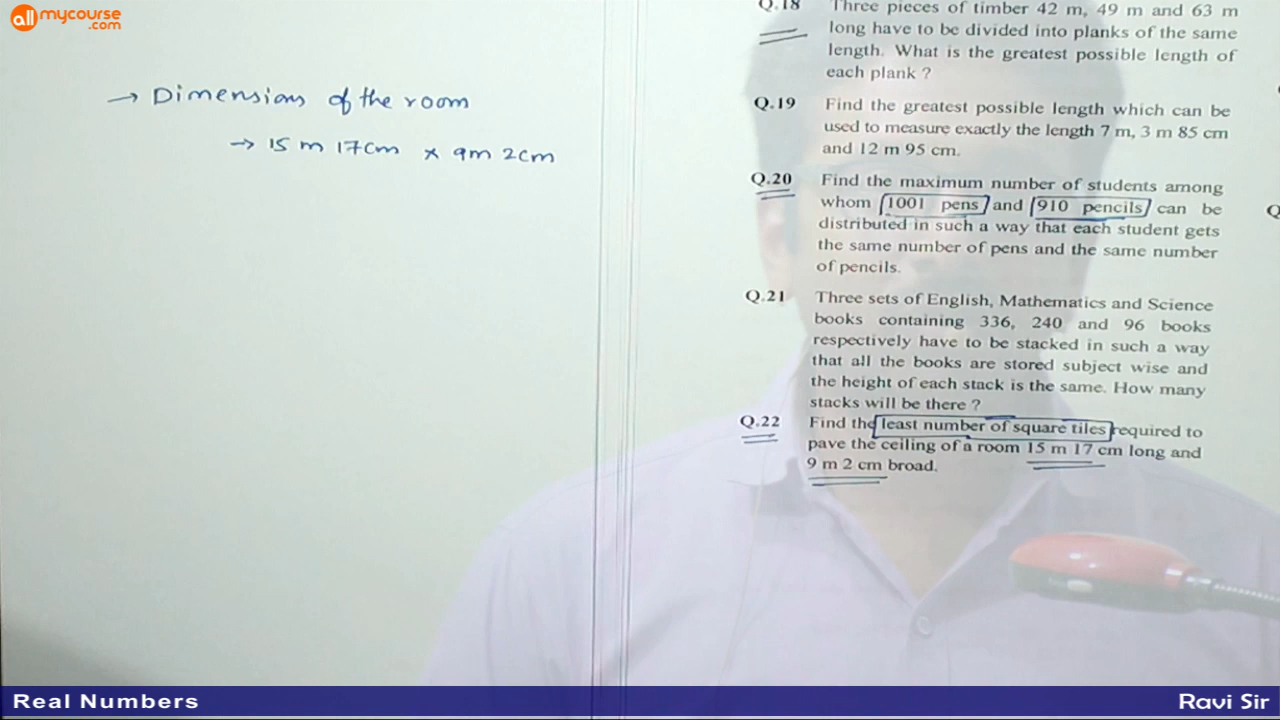 all mycourse
.com
→ Dimensions of the room
→ 15 m 17cm × 9m 2cm
Q.18 Three pieces of timber 42 m, 49 m and 63 m
long have to be divided into planks of the same
length. What is the greatest possible length of
each plank ?
Q.19 Find the greatest possible length which can be
used to measure exactly the length 7 m, 3 m 85 cm
and 12 m 95 cm.
Q.20 Find the maximum number of students among
whom 1001 pens and 910 pencils can be
distributed in such a way that each student gets
the same number of pens and the same number
of pencils.
Q.21 Three sets of English, Mathematics and Science
books containing 336, 240 and 96 books
respectively have to be stacked in such a way
that all the books are stored subject wise and
the height of each stack is the same. How many
stacks will be there ?
Q.22 Find the least number of square tiles required to
pave the ceiling of a room 15 m 17 cm long and
9 m 2 cm broad.
Real Numbers
Ravi Sir